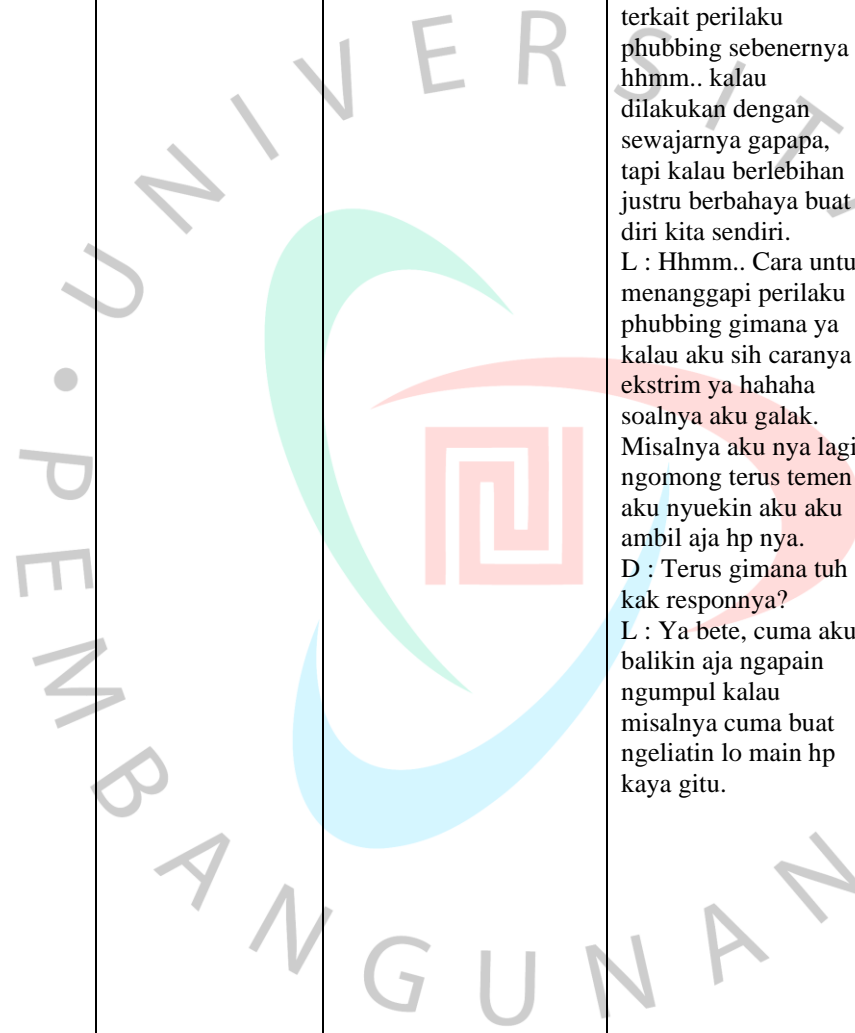 terkait perilaku
phubbing sebenernya
hhmm.. kalau
dilakukan dengan
sewajarnya gapapa,
tapi kalau berlebihan
justru berbahaya buat
diri kita sendiri.
L : Hhmm.. Cara untu
menanggapi perilaku
phubbing gimana ya
kalau aku sih caranya
ekstrim ya hahaha
soalnya aku galak.
Misalnya aku nya lagi
ngomong terus temen
aku nyuekin aku aku
ambil aja hp nya.
D : Terus gimana tuh
kak responnya?
L : Ya bete, cuma aku
balikin aja ngapain
ngumpul kalau
misalnya cuma buat
ngeliatin lo main hp
kaya gitu.
UNIVERSITY
PEMBANGUNAN